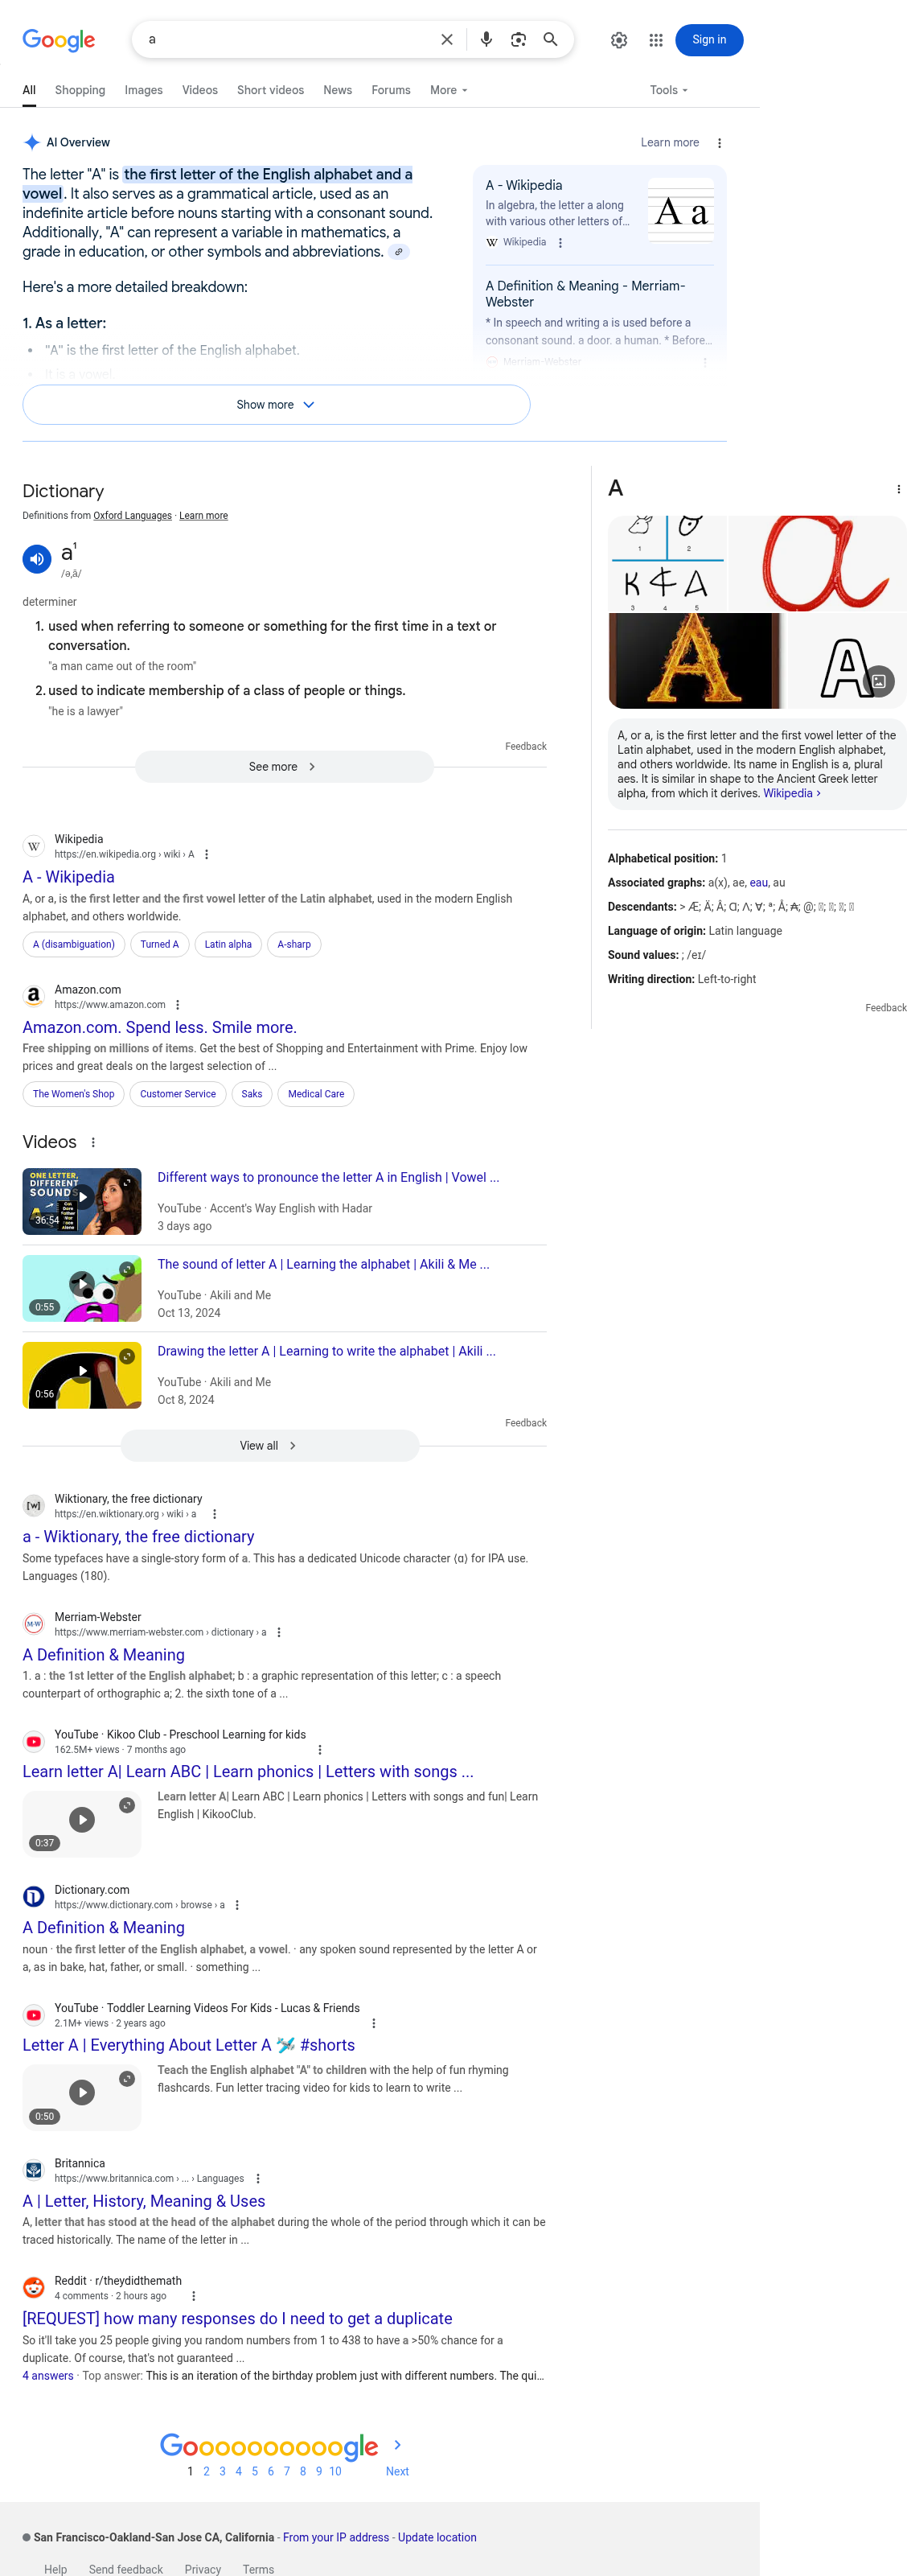 Google
a
Sign in
All Shopping Images Videos Short videos News Forums More Tools
AI Overview
Learn more
The letter "A" is the first letter of the English alphabet and a
vowel. It also serves as a grammatical article, used as an
indefinite article before nouns starting with a consonant sound.
Additionally, "A" can represent a variable in mathematics, a
grade in education, or other symbols and abbreviations.
Here's a more detailed breakdown:
1. As a letter:
• "A" is the first letter of the English alphabet.
• It is a vowel.
A - Wikipedia
In algebra, the letter a along
with various other letters of...
Wikipedia
A a
A Definition & Meaning - Merriam-
Webster
* In speech and writing a is used before a
consonant sound. a door. a human. * Before...
Merriam-Webster
Show more
Dictionary
Definitions from Oxford Languages · Learn more
a¹
/ə,ā/
determiner
1. used when referring to someone or something for the first time in a text or
conversation.
"a man came out of the room"
2. used to indicate membership of a class of people or things.
"he is a lawyer"
Feedback
See more
Wikipedia
https://en.wikipedia.org › wiki › A
A - Wikipedia
A, or a, is the first letter and the first vowel letter of the Latin alphabet, used in the modern English
alphabet, and others worldwide.
A (disambiguation) Turned A Latin alpha A-sharp
Amazon.com
https://www.amazon.com
Amazon.com. Spend less. Smile more.
Free shipping on millions of items. Get the best of Shopping and Entertainment with Prime. Enjoy low
prices and great deals on the largest selection of ...
The Women's Shop Customer Service Saks Medical Care
Videos
ONE LETTER,
DIFFERENT
SOUNDS
36:54
Different ways to pronounce the letter A in English | Vowel ...
YouTube · Accent's Way English with Hadar
3 days ago
0:55
The sound of letter A | Learning the alphabet | Akili & Me ...
YouTube · Akili and Me
Oct 13, 2024
0:56
Drawing the letter A | Learning to write the alphabet | Akili ...
YouTube · Akili and Me
Oct 8, 2024
Feedback
View all
Wiktionary, the free dictionary
https://en.wiktionary.org › wiki › a
a - Wiktionary, the free dictionary
Some typefaces have a single-story form of a. This has a dedicated Unicode character ⟨ɑ⟩ for IPA use.
Languages (180).
Merriam-Webster
https://www.merriam-webster.com › dictionary › a
A Definition & Meaning
1. a : the 1st letter of the English alphabet; b : a graphic representation of this letter; c : a speech
counterpart of orthographic a; 2. the sixth tone of a ...
YouTube · Kikoo Club - Preschool Learning for kids
162.5M+ views · 7 months ago
Learn letter A| Learn ABC | Learn phonics | Letters with songs ...
0:37
Learn letter A| Learn ABC | Learn phonics | Letters with songs and fun| Learn
English | KikooClub.
Dictionary.com
https://www.dictionary.com › browse › a
A Definition & Meaning
noun · the first letter of the English alphabet, a vowel. · any spoken sound represented by the letter A or
a, as in bake, hat, father, or small. · something ...
YouTube · Toddler Learning Videos For Kids - Lucas & Friends
2.1M+ views · 2 years ago
Letter A | Everything About Letter A 🛩️ #shorts
0:50
Teach the English alphabet "A" to children with the help of fun rhyming
flashcards. Fun letter tracing video for kids to learn to write ...
Britannica
https://www.britannica.com › ... › Languages
A | Letter, History, Meaning & Uses
A, letter that has stood at the head of the alphabet during the whole of the period through which it can be
traced historically. The name of the letter in ...
Reddit · r/theydidthemath
4 comments · 2 hours ago
[REQUEST] how many responses do I need to get a duplicate
So it'll take you 25 people giving you random numbers from 1 to 438 to have a >50% chance for a
duplicate. Of course, that's not guaranteed ...
4 answers · Top answer: This is an iteration of the birthday problem just with different numbers. The qui...
A
1 2
3 4 5
a
A
A
A, or a, is the first letter and the first vowel letter of the
Latin alphabet, used in the modern English alphabet,
and others worldwide. Its name in English is a, plural
aes. It is similar in shape to the Ancient Greek letter
alpha, from which it derives. Wikipedia ›
Alphabetical position: 1
Associated graphs: a(x), ae, eau, au
Descendants: > Æ; Ä; Â; Ɑ; Λ; Ɐ; ª; Å; ₳; @;
Language of origin: Latin language
Sound values: ; /eɪ/
Writing direction: Left-to-right
Feedback
Goooooooooogle ›
1 2 3 4 5 6 7 8 9 10 Next
San Francisco-Oakland-San Jose CA, California - From your IP address - Update location
Help Send feedback Privacy Terms